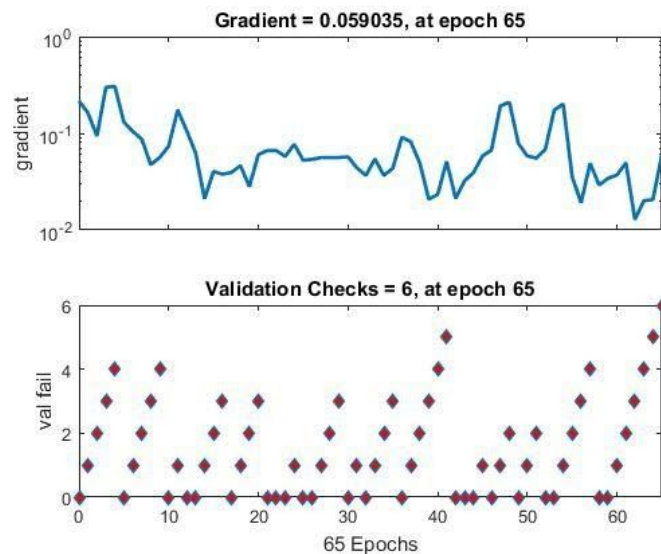 Gradient = 0.059035, at epoch 65
10^0
10^-1
10^-2
gradient
Validation Checks = 6, at epoch 65
6
4
2
0
val fail
0 10 20 30 40 50 60
65 Epochs